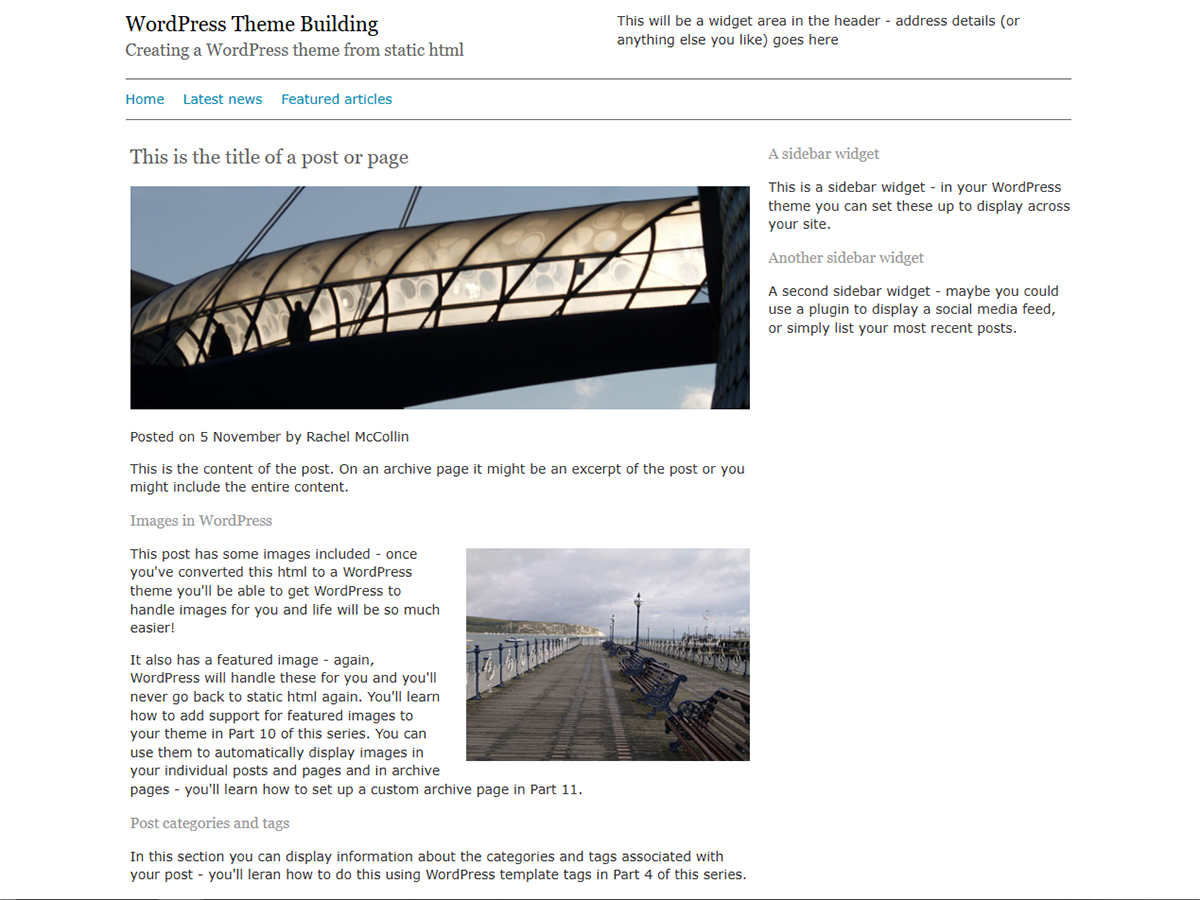 WordPress Theme Building
Creating a WordPress theme from static html
This will be a widget area in the header - address details (or
anything else you like) goes here
Home Latest news Featured articles
This is the title of a post or page
Posted on 5 November by Rachel McCollin
This is the content of the post. On an archive page it might be an excerpt of the post or you
might include the entire content.
Images in WordPress
This post has some images included - once
you've converted this html to a WordPress
theme you'll be able to get WordPress to
handle images for you and life will be so much
easier!
It also has a featured image - again,
WordPress will handle these for you and you'll
never go back to static html again. You'll learn
how to add support for featured images to
your theme in Part 10 of this series. You can
use them to automatically display images in
your individual posts and pages and in archive
pages - you'll learn how to set up a custom archive page in Part 11.
Post categories and tags
In this section you can display information about the categories and tags associated with
your post - you'll leran how to do this using WordPress template tags in Part 4 of this series.
A sidebar widget
This is a sidebar widget - in your WordPress
theme you can set these up to display across
your site.
Another sidebar widget
A second sidebar widget - maybe you could
use a plugin to display a social media feed,
or simply list your most recent posts.